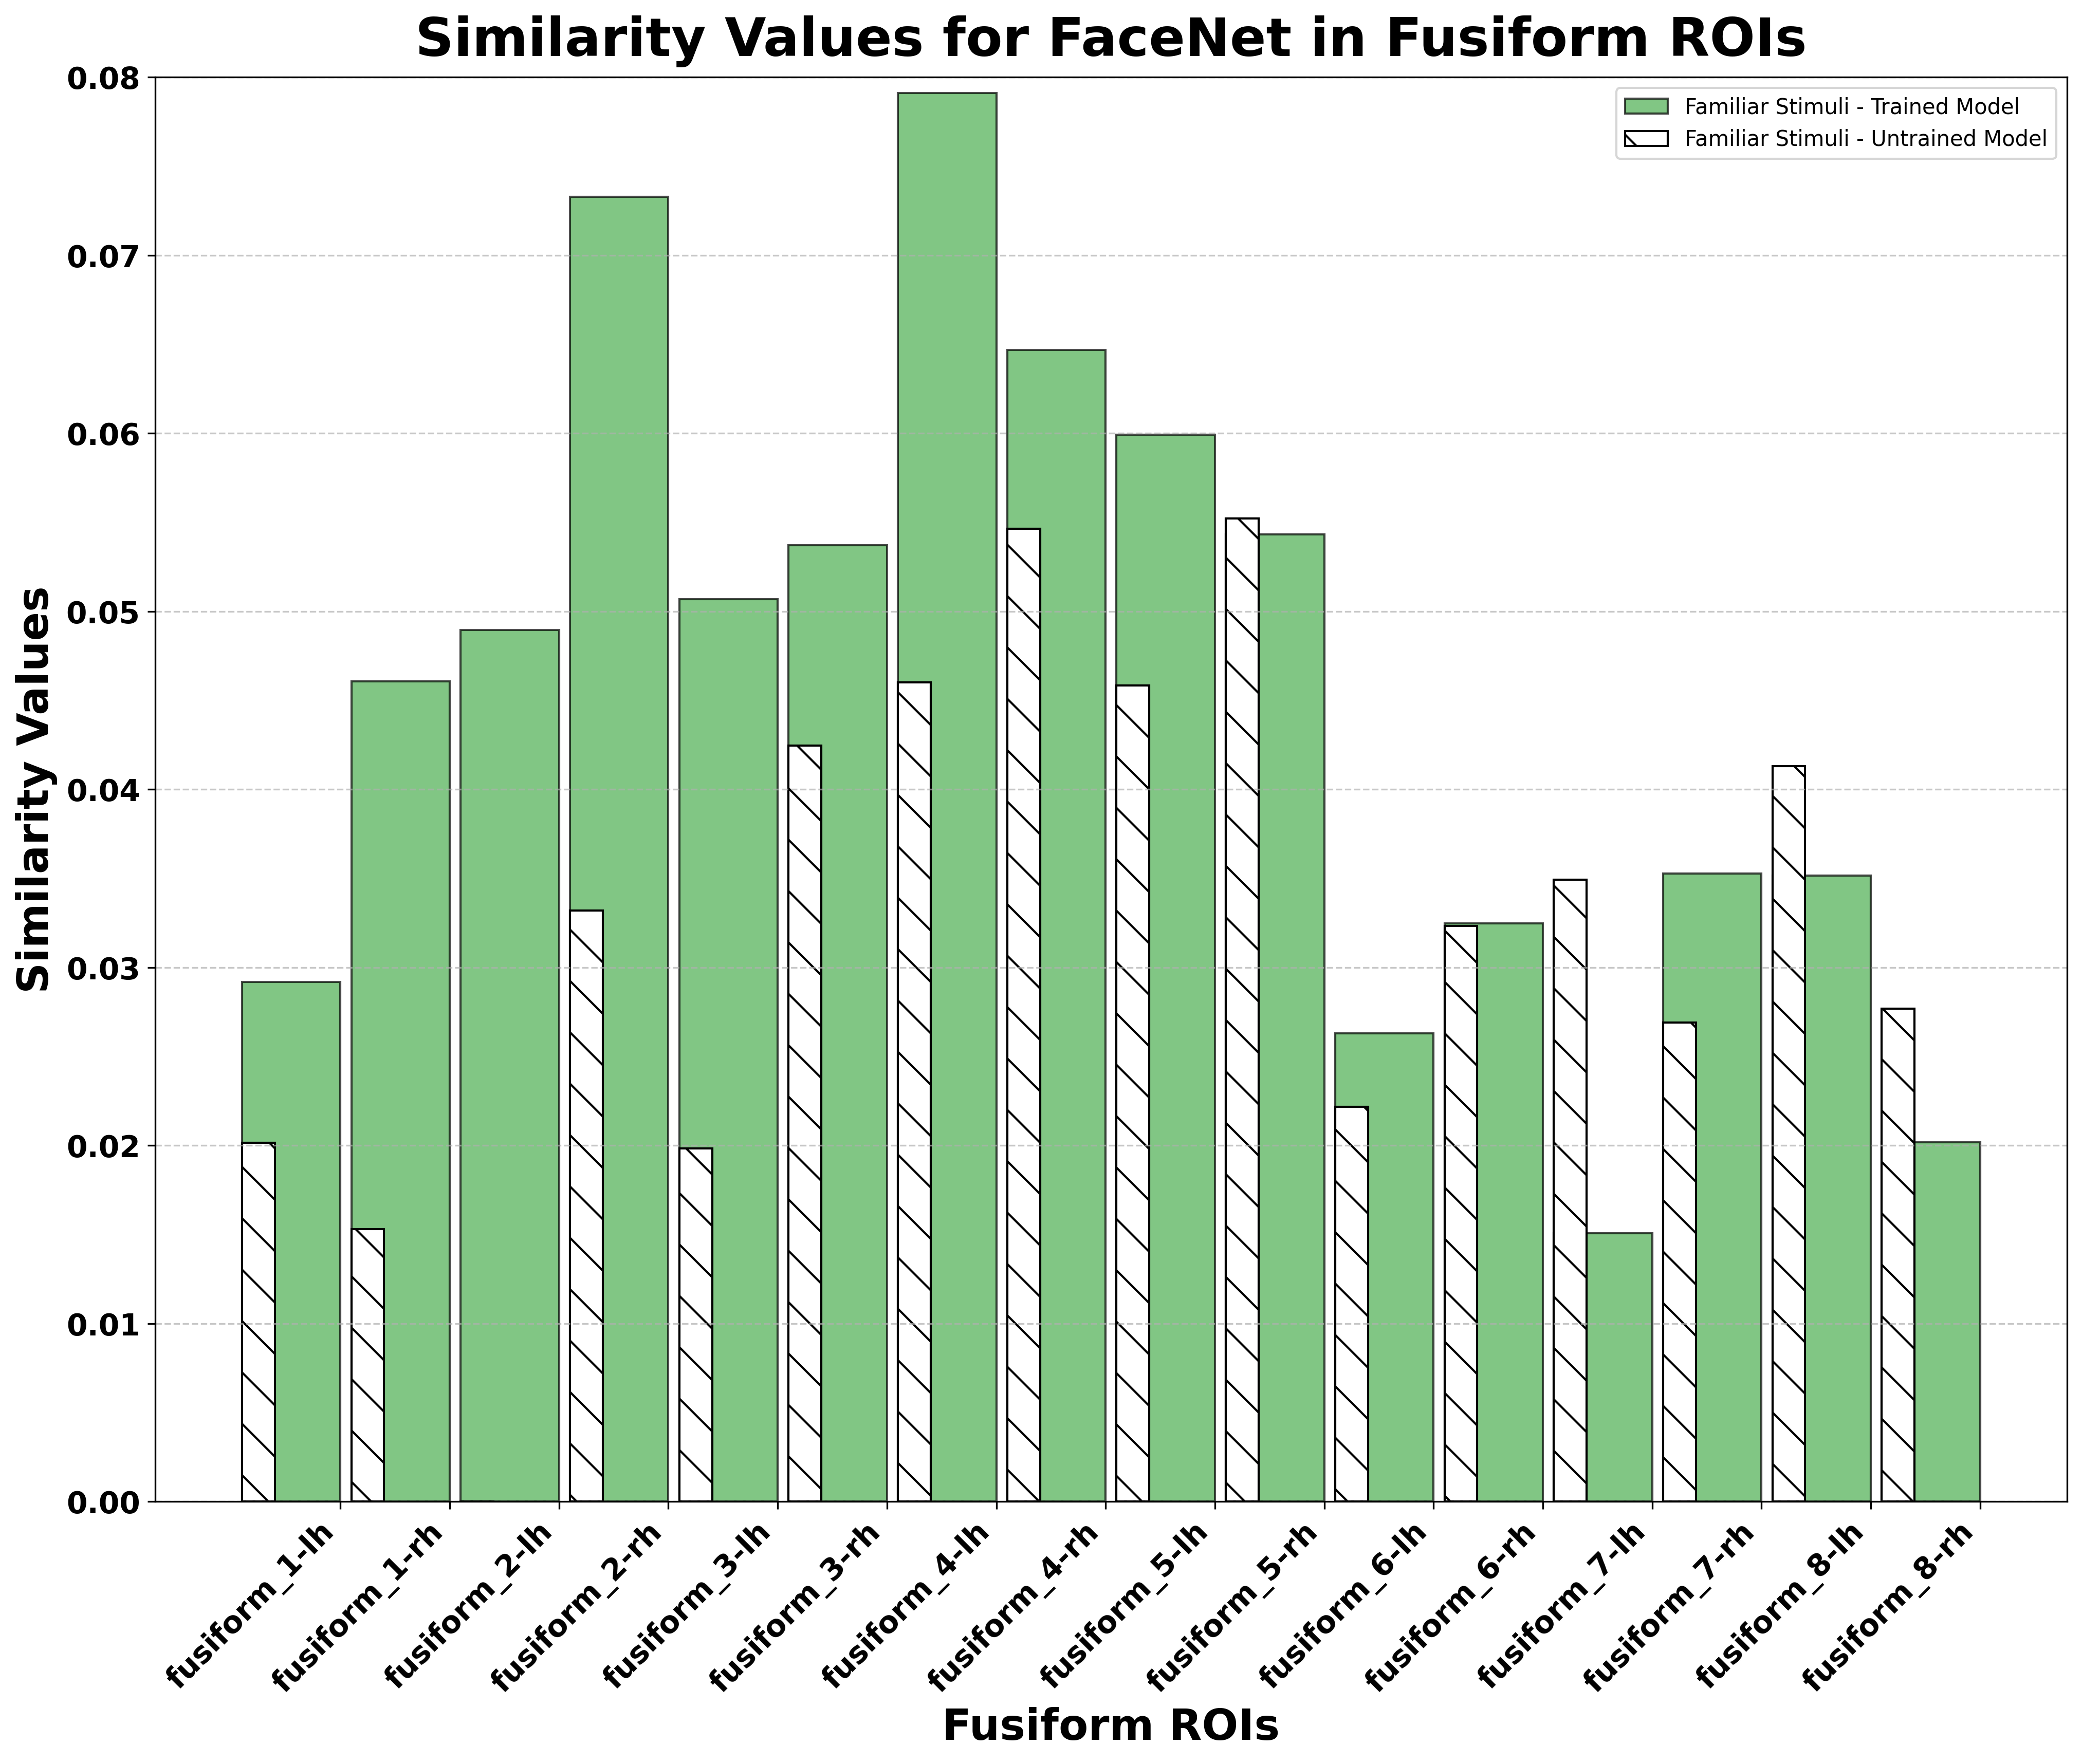 Similarity Values for FaceNet in Fusiform ROIs
Familiar Stimuli - Trained Model
Familiar Stimuli - Untrained Model
Similarity Values
0.08
0.07
0.06
0.05
0.04
0.03
0.02
0.01
0.00
fusiform_1-lh
fusiform_1-rh
fusiform_2-lh
fusiform_2-rh
fusiform_3-lh
fusiform_3-rh
fusiform_4-lh
fusiform_4-rh
fusiform_5-lh
fusiform_5-rh
fusiform_6-lh
fusiform_6-rh
fusiform_7-lh
fusiform_7-rh
fusiform_8-lh
fusiform_8-rh
Fusiform ROIs